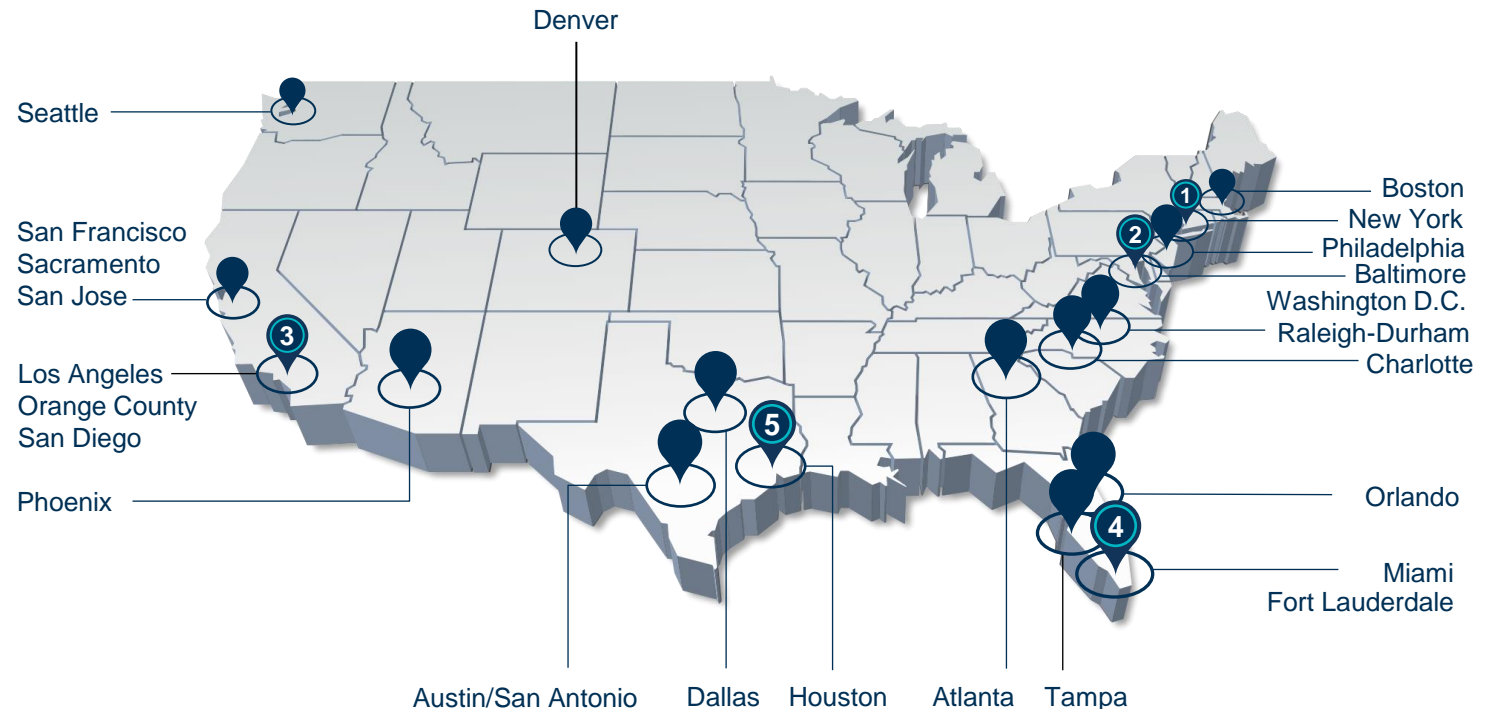 Denver
Seattle
San Francisco
Sacramento
San Jose
Los Angeles
Orange County
San Diego
Phoenix
Boston
New York
Philadelphia
Baltimore
Washington D.C.
Raleigh-Durham
Charlotte
Orlando
Miami
Fort Lauderdale
Austin/San Antonio
Dallas
Houston
Atlanta
Tampa
1
2
3
4
5